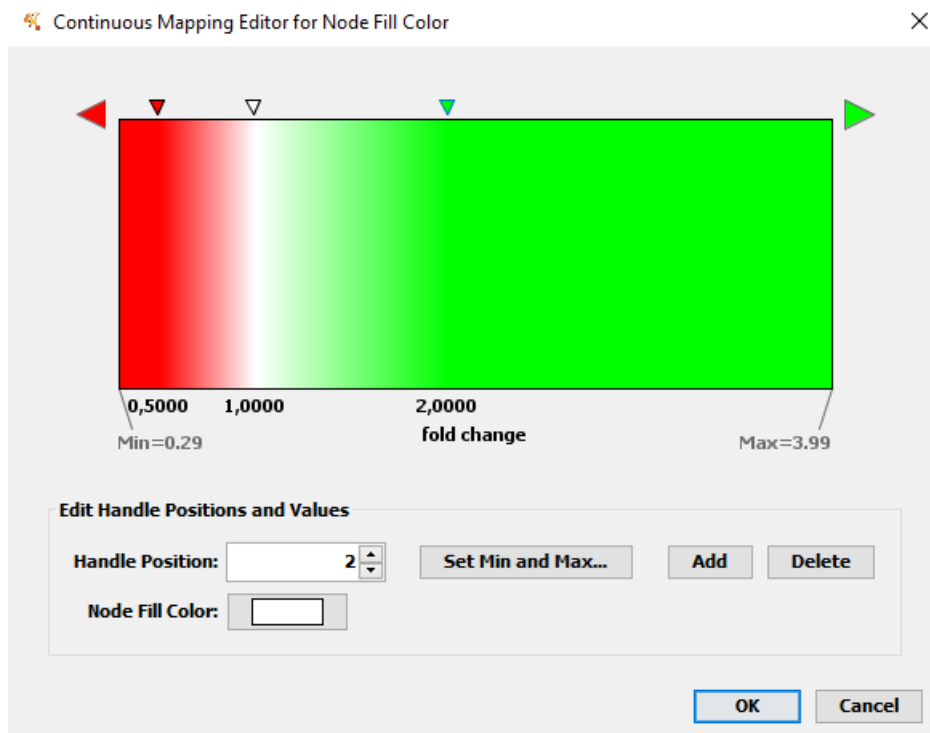 Continuous Mapping Editor for Node Fill Color
0,5000 1,0000 2,0000
Min=0.29 fold change Max=3.99
Edit Handle Positions and Values
Handle Position: 2 Set Min and Max... Add Delete
Node Fill Color:
OK Cancel